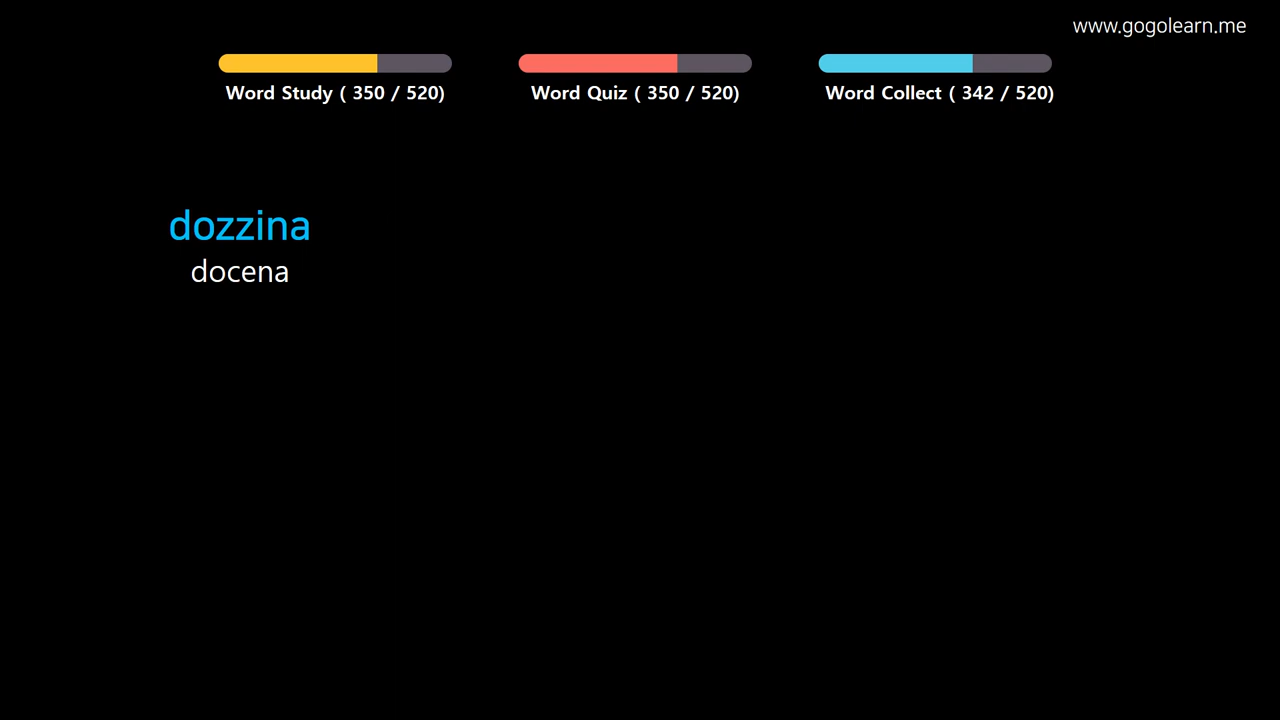 www.gogolearn.me
Word Study ( 350 / 520)
Word Quiz ( 350 / 520)
Word Collect ( 342 / 520)
dozzina
docena